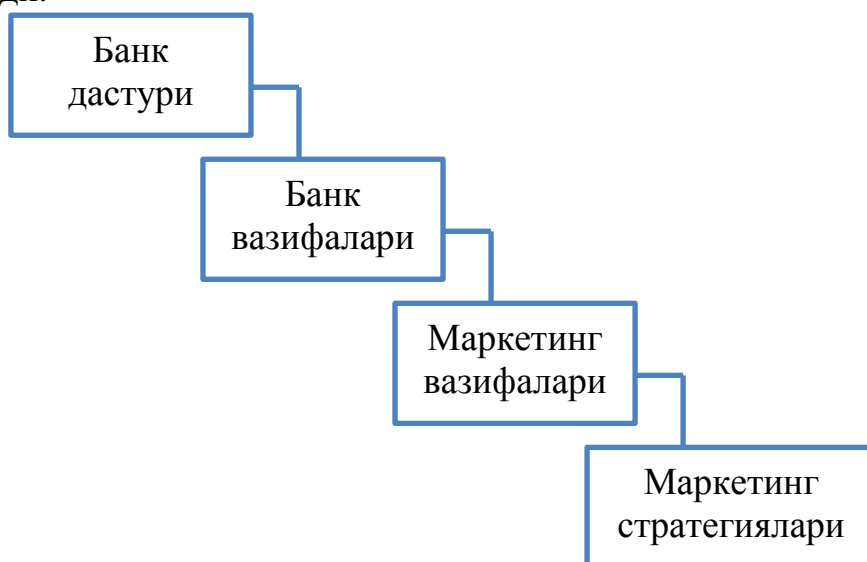 Банк
дастури
Банк
вазифалари
Маркетинг
вазифалари
Маркетинг
стратегиялари